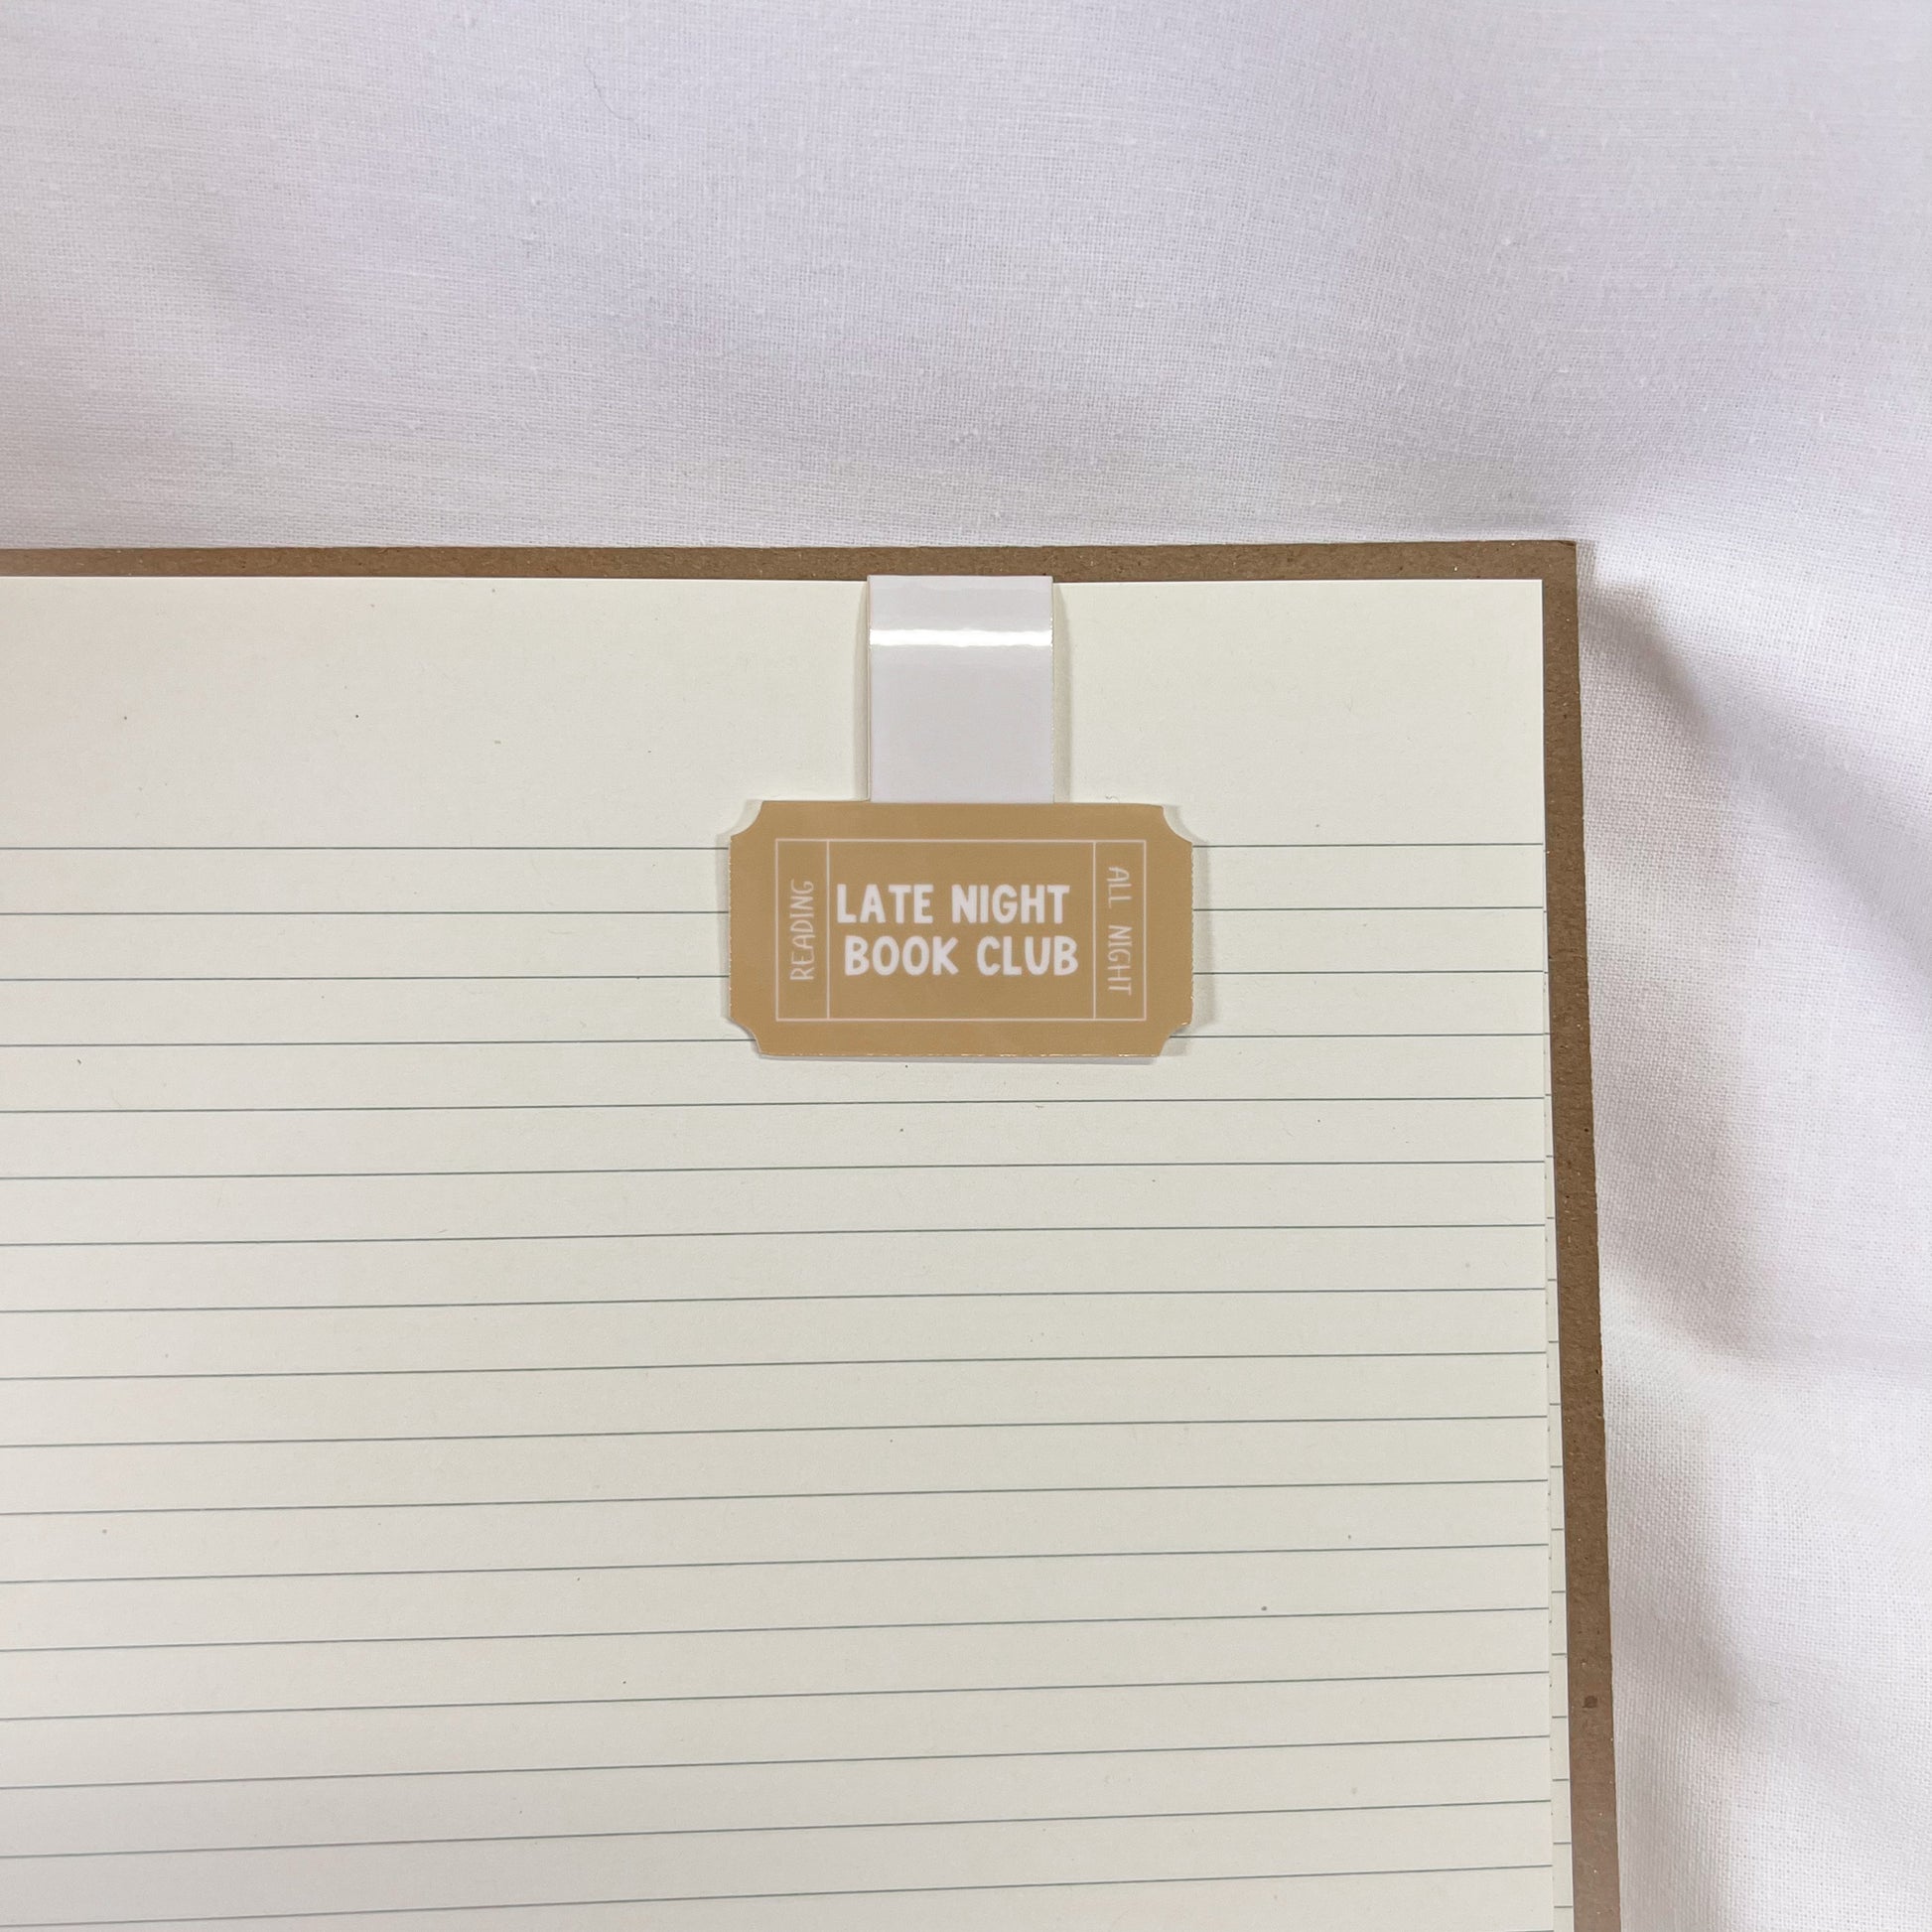 READING
LATE NIGHT
BOOK CLUB
ALL NIGHT